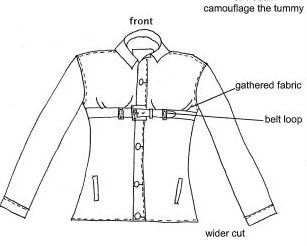 camouflage the tummy
front
gathered fabric
belt loop
wider cut